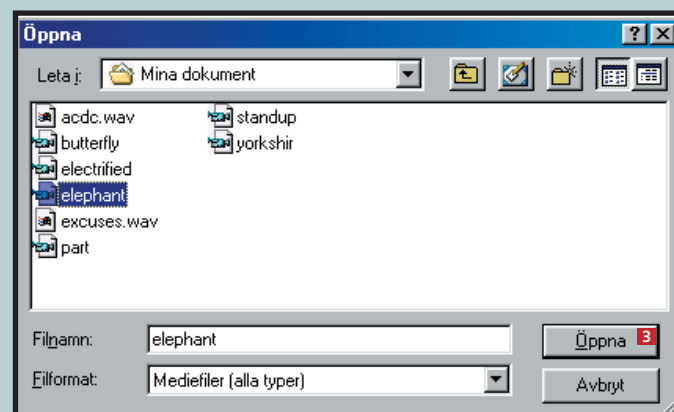 Öppna
Leta i: Mina dokument
acdc.wav
butterfly
electrified
elephant
excuses.wav
part
standup
yorkshir
Filnamn: elephant
Öppna 3
Filformat: Mediefiler (alla typer)
Avbryt